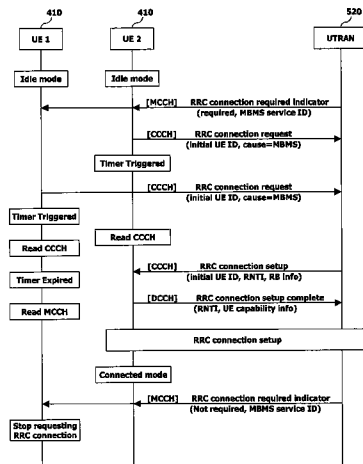 410 410 520
UE 1 UE 2 UTRAN
Idle mode Idle mode
[MCCH] RRC connection required indicator
(required, MBMS service ID)
[CCCH] RRC connection request
(initial UE ID, cause=MBMS)
Timer Triggered
[CCCH] RRC connection request
(initial UE ID, cause=MBMS)
Timer Triggered
Read CCCH
Read CCCH
[CCCH] RRC connection setup
(initial UE ID, RNTI, RB info)
Timer Expired
[DCCH] RRC connection setup complete
(RNTI, UE capability info)
Read MCCH
RRC connection setup
Connected mode
[MCCH] RRC connection required indicator
(Not required, MBMS service ID)
Stop requesting
RRC connection